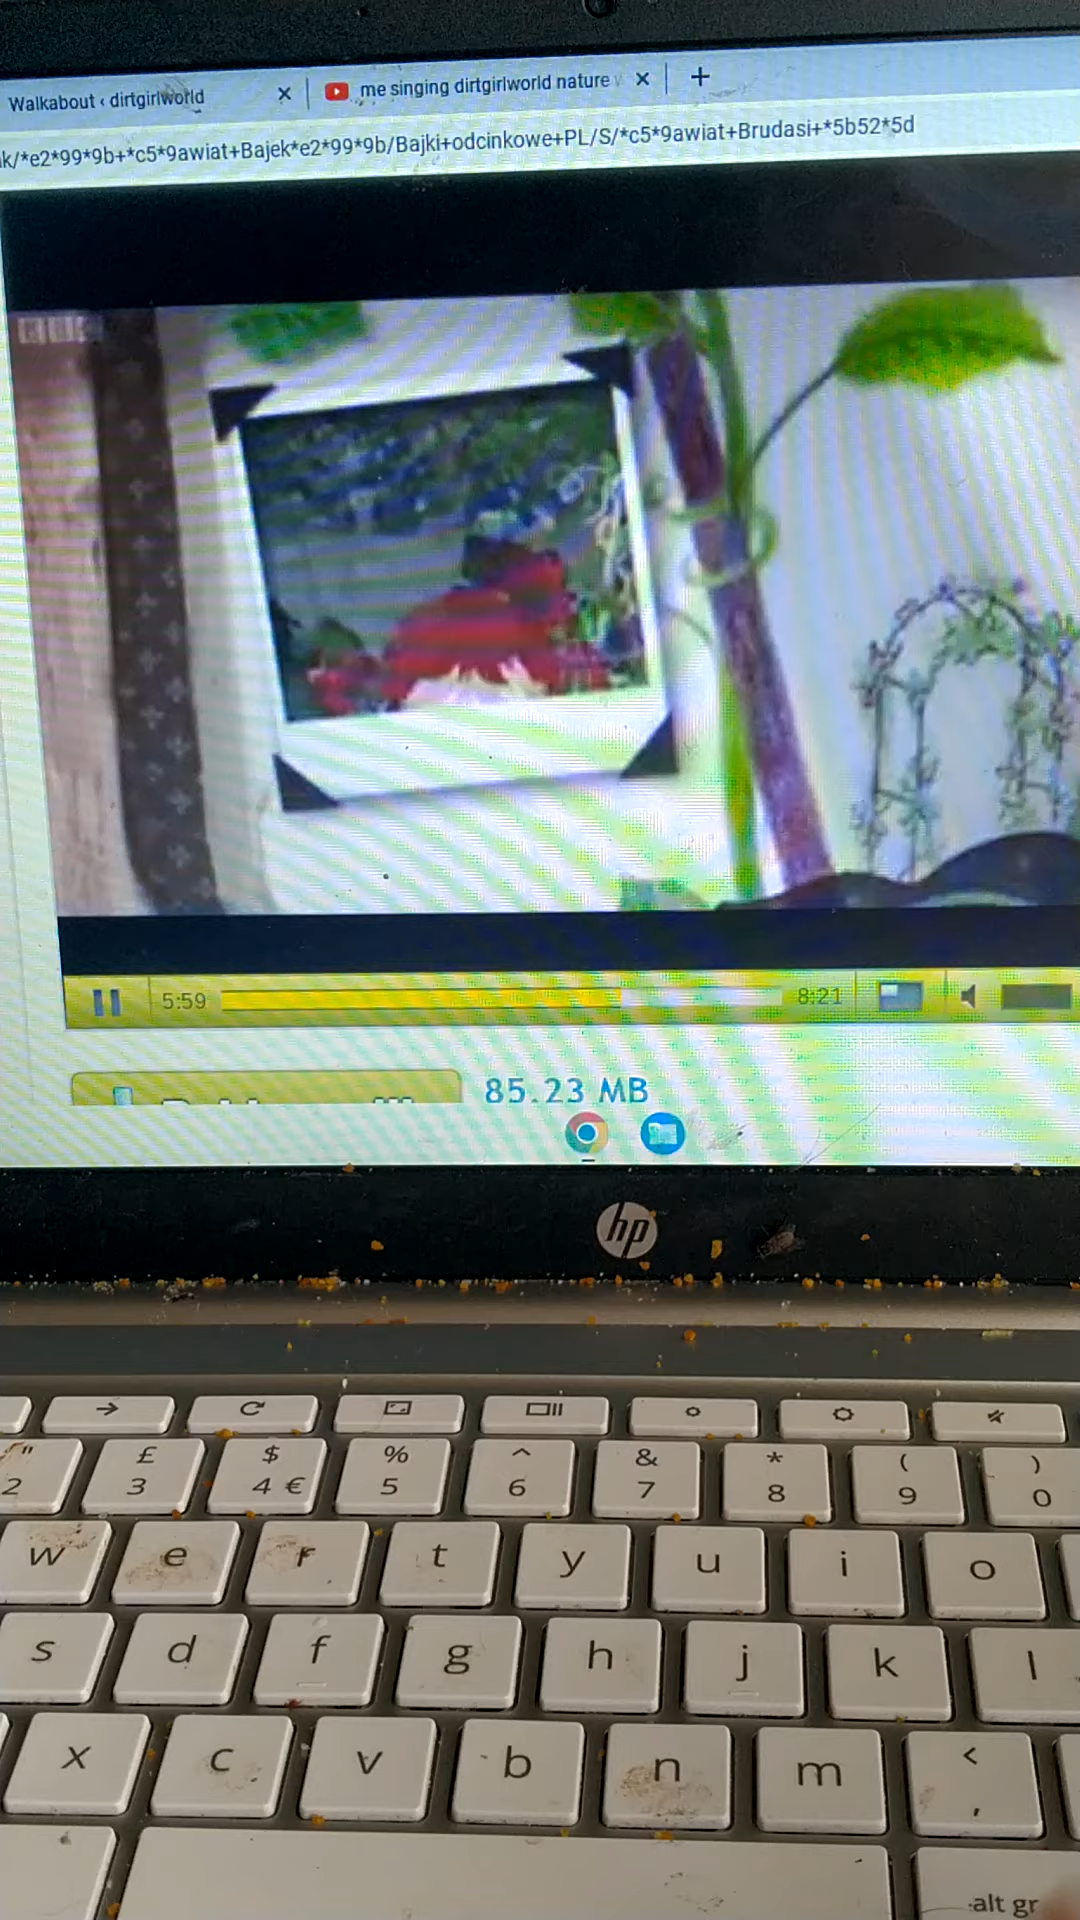 Walkabout ‹ dirtgirlworld × me singing dirtgirlworld nature × +
k/*e2*99*9b+*c5*9awiat+Bajek*e2*99*9b/Bajki+odcinkowe+PL/S/*c5*9awiat+Brudasi+*5b52*5d
5:59 8:21
85.23 MB
hp
" £ $ % ^ & * ( )
2 3 4 € 5 6 7 8 9 0
w e r t y u i o
s d f g h j k l
x c v b n m <
,
alt gr